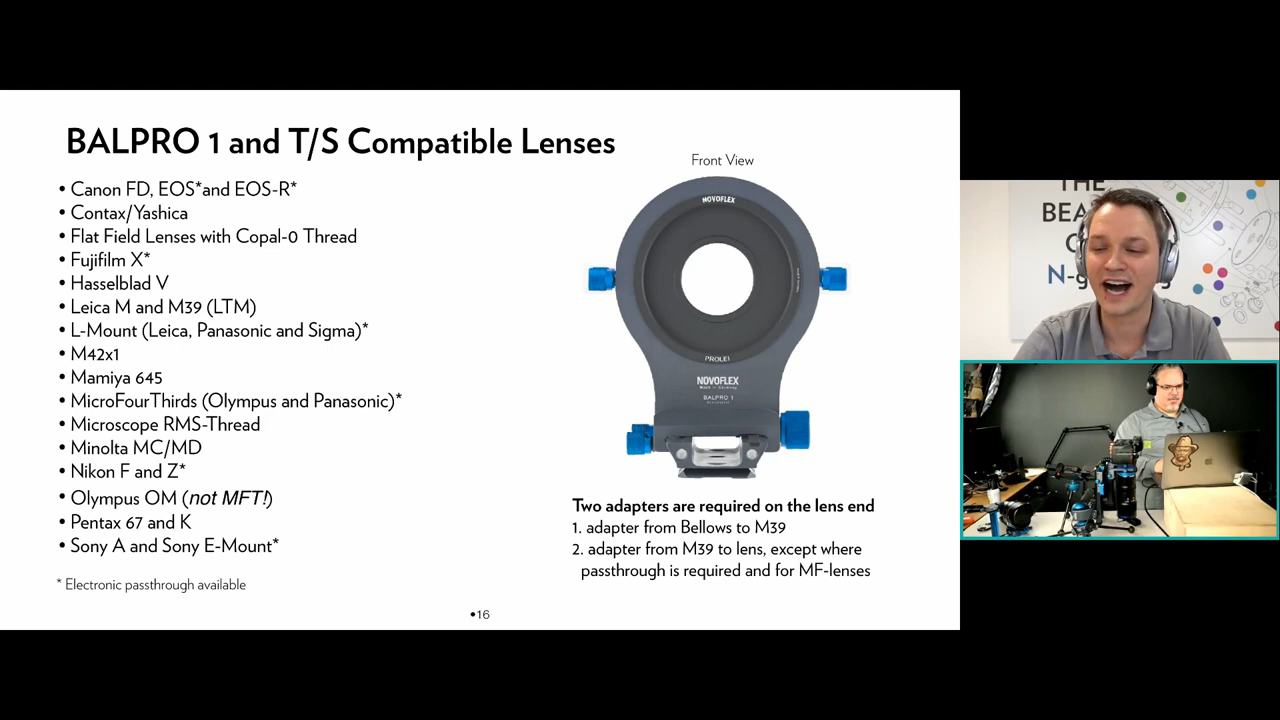 BALPRO 1 and T/S Compatible Lenses
• Canon FD, EOS*and EOS-R*
• Contax/Yashica
• Flat Field Lenses with Copal-0 Thread
• Fujifilm X*
• Hasselblad V
• Leica M and M39 (LTM)
• L-Mount (Leica, Panasonic and Sigma)*
• M42x1
• Mamiya 645
• MicroFourThirds (Olympus and Panasonic)*
• Microscope RMS-Thread
• Minolta MC/MD
• Nikon F and Z*
• Olympus OM (not MFT!)
• Pentax 67 and K
• Sony A and Sony E-Mount*
* Electronic passthrough available
Front View
NOVOFLEX
PROLEI
NOVOFLEX
BALPRO 1
Two adapters are required on the lens end
1. adapter from Bellows to M39
2. adapter from M39 to lens, except where
passthrough is required and for MF-lenses
•16
THE
BEA
N-g